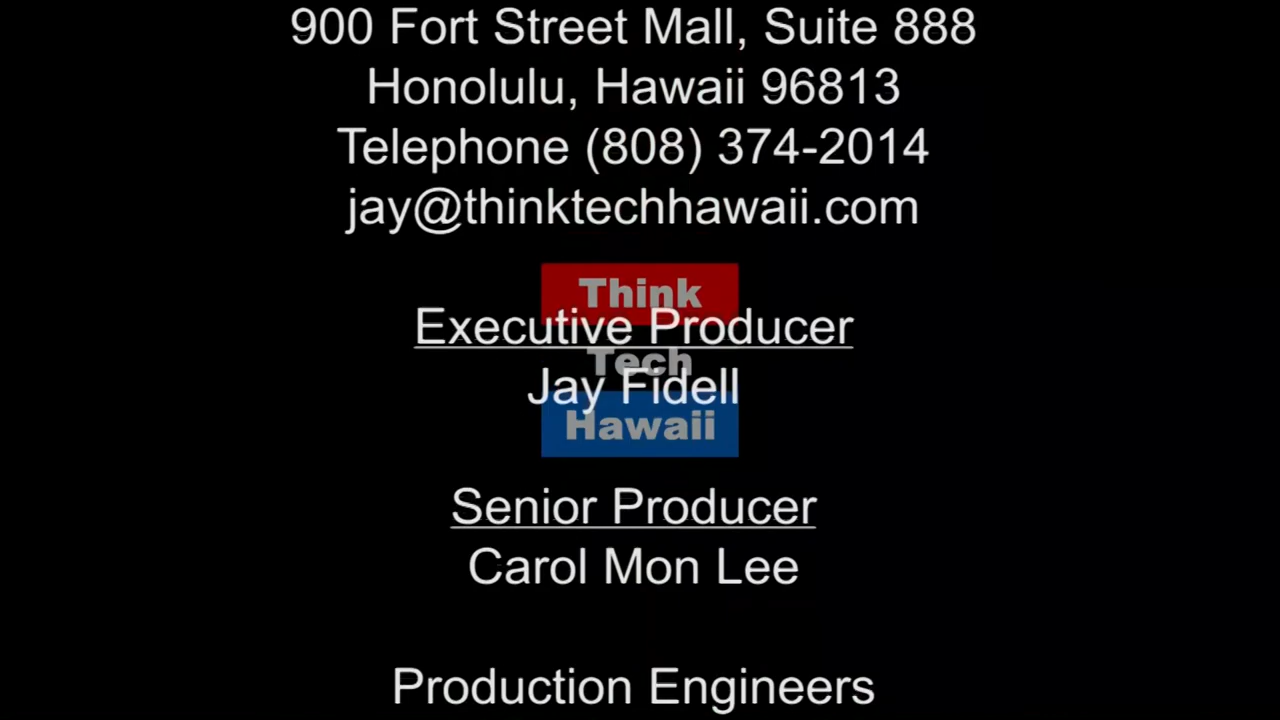 900 Fort Street Mall, Suite 888
Honolulu, Hawaii 96813
Telephone (808) 374-2014
jay@thinktechhawaii.com
Think
Executive Producer
Tech
Jay Fidell
Hawaii
Senior Producer
Carol Mon Lee
Production Engineers